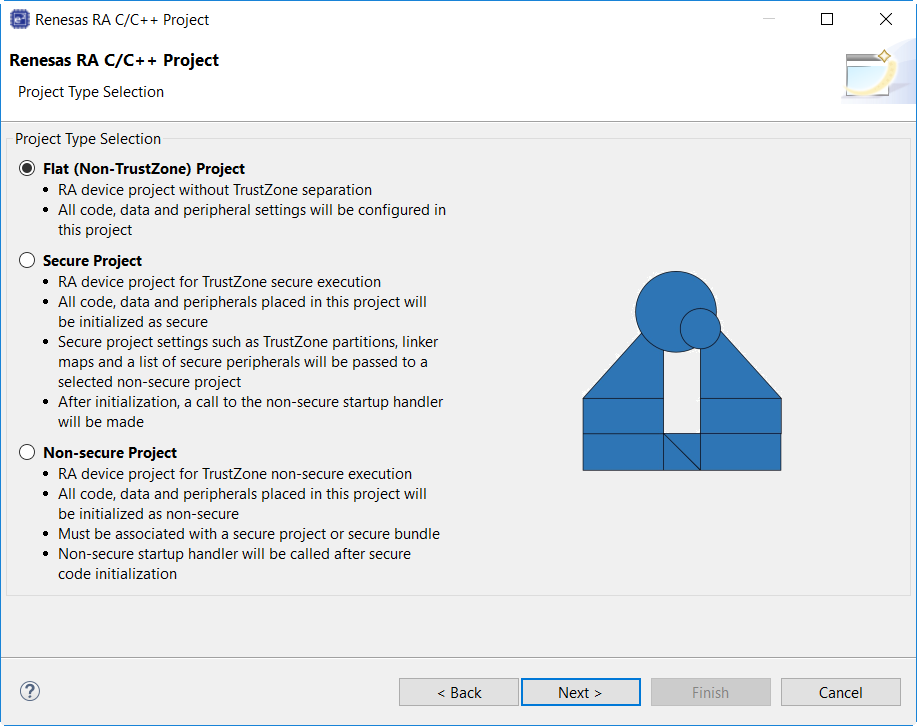 Renesas RA C/C++ Project
Renesas RA C/C++ Project
Project Type Selection
Project Type Selection
Flat (Non-TrustZone) Project
• RA device project without TrustZone separation
• All code, data and peripheral settings will be configured in
this project
Secure Project
• RA device project for TrustZone secure execution
• All code, data and peripherals placed in this project will
be initialized as secure
• Secure project settings such as TrustZone partitions, linker
maps and a list of secure peripherals will be passed to a
selected non-secure project
• After initialization, a call to the non-secure startup handler
will be made
Non-secure Project
• RA device project for TrustZone non-secure execution
• All code, data and peripherals placed in this project will
be initialized as non-secure
• Must be associated with a secure project or secure bundle
• Non-secure startup handler will be called after secure
code initialization
? < Back Next > Finish Cancel